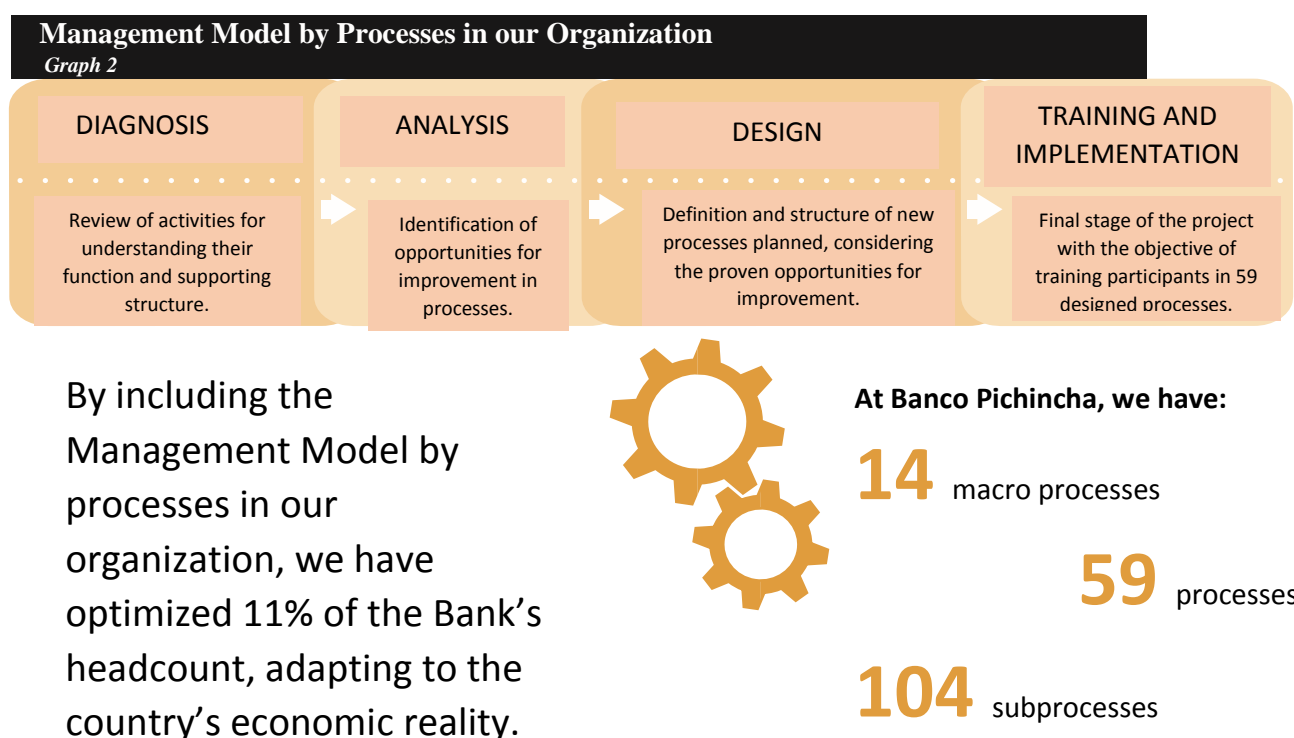 Management Model by Processes in our Organization
Graph 2
DIAGNOSIS
Review of activities for
understanding their
function and supporting
structure.
ANALYSIS
Identification of
opportunities for
improvement in
processes.
DESIGN
Definition and structure of new
processes planned, considering
the proven opportunities for
improvement.
TRAINING AND
IMPLEMENTATION
Final stage of the project
with the objective of
training participants in 59
designed processes.
By including the
Management Model by
processes in our
organization, we have
optimized 11% of the Bank’s
headcount, adapting to the
country’s economic reality.
At Banco Pichincha, we have:
14 macro processes
59 processes
104 subprocesses